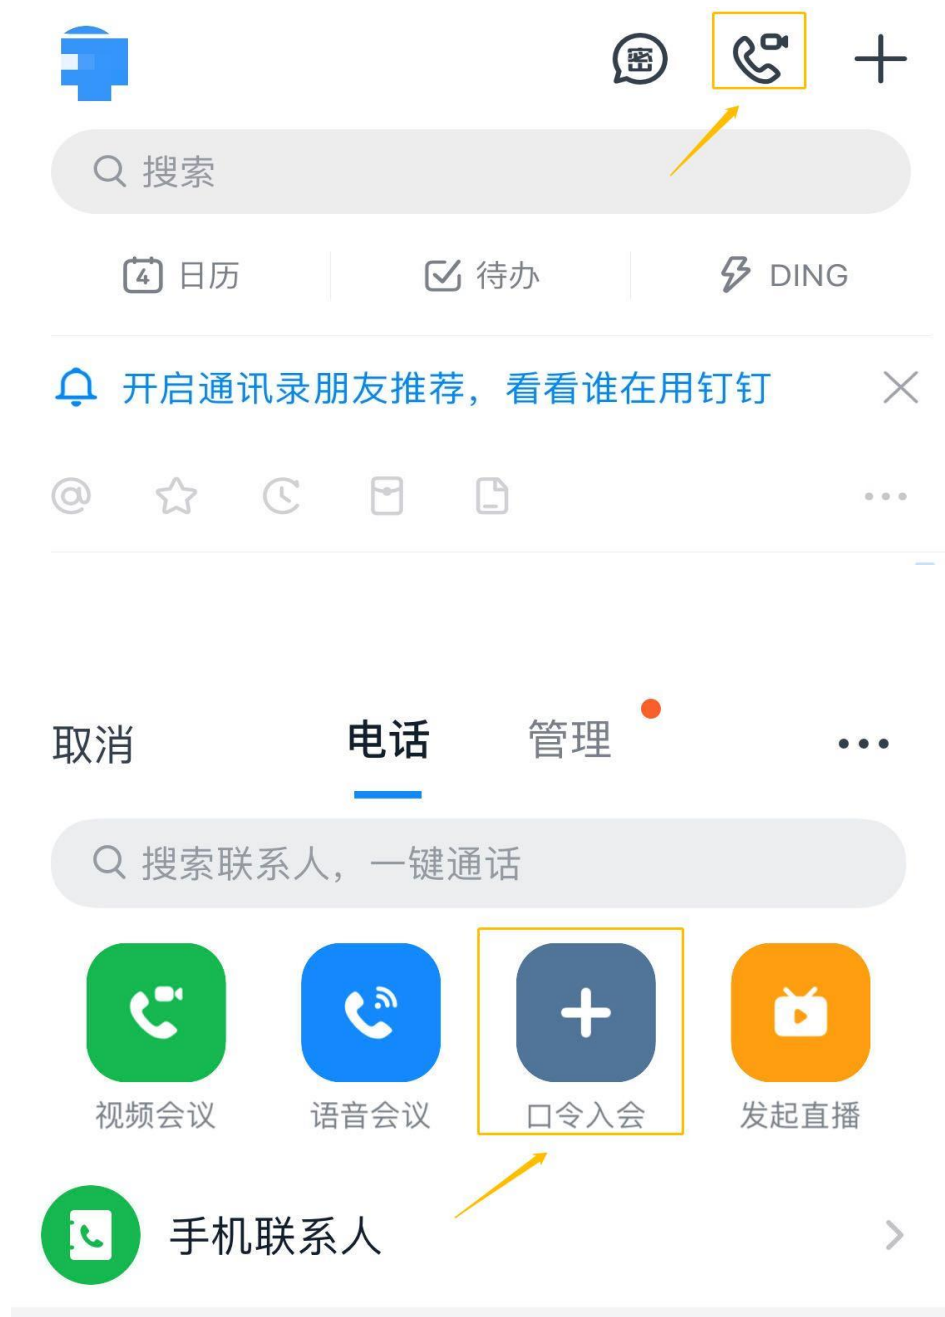 密
搜索
4 日历 待办 DING
开启通讯录朋友推荐，看看谁在用钉钉
取消 电话 管理
搜索联系人，一键通话
视频会议 语音会议 口令入会 发起直播
手机联系人